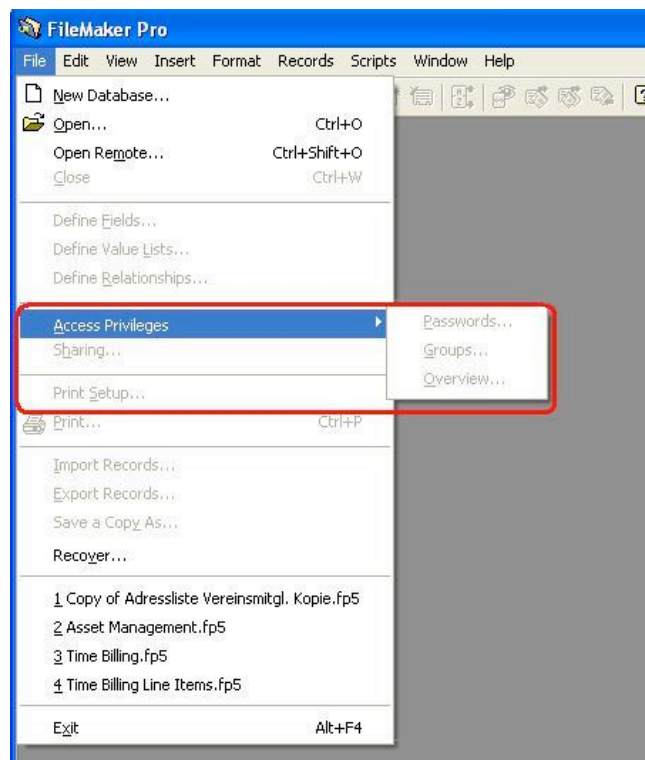 FileMaker Pro
File Edit View Insert Format Records Scripts Window Help
New Database...
Open... Ctrl+O
Open Remote... Ctrl+Shift+O
Close Ctrl+W
Define Fields...
Define Value Lists...
Define Relationships...
Access Privileges
Passwords...
Sharing...
Groups...
Overview...
Print Setup...
Print... Ctrl+P
Import Records...
Export Records...
Save a Copy As...
Recover...
1 Copy of Adressliste Vereinsmitgl. Kopie.fp5
2 Asset Management.fp5
3 Time Billing.fp5
4 Time Billing Line Items.fp5
Exit Alt+F4